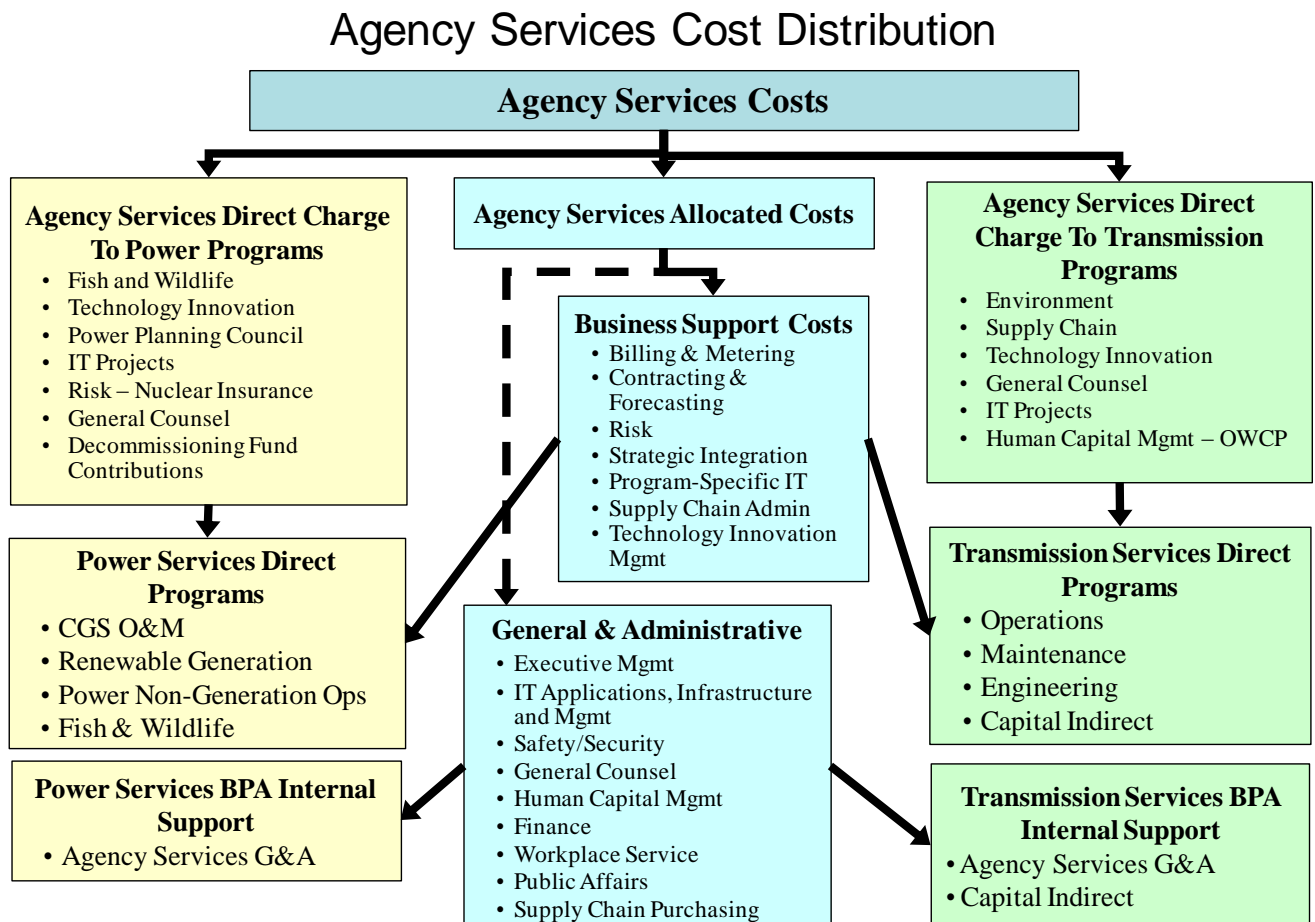 Agency Services Cost Distribution
Agency Services Costs
Agency Services Direct Charge
To Power Programs
• Fish and Wildlife
• Technology Innovation
• Power Planning Council
• IT Projects
• Risk – Nuclear Insurance
• General Counsel
• Decommissioning Fund
Contributions
Agency Services Allocated Costs
Agency Services Direct
Charge To Transmission
Programs
• Environment
• Supply Chain
• Technology Innovation
• General Counsel
• IT Projects
• Human Capital Mgmt – OWCP
Business Support Costs
• Billing & Metering
• Contracting &
Forecasting
• Risk
• Strategic Integration
• Program-Specific IT
• Supply Chain Admin
• Technology Innovation
Mgmt
Power Services Direct
Programs
• CGS O&M
• Renewable Generation
• Power Non-Generation Ops
• Fish & Wildlife
Transmission Services Direct
Programs
• Operations
• Maintenance
• Engineering
• Capital Indirect
General & Administrative
• Executive Mgmt
• IT Applications, Infrastructure
and Mgmt
• Safety/Security
• General Counsel
• Human Capital Mgmt
• Finance
• Workplace Service
• Public Affairs
• Supply Chain Purchasing
Power Services BPA Internal
Support
• Agency Services G&A
Transmission Services BPA
Internal Support
• Agency Services G&A
• Capital Indirect